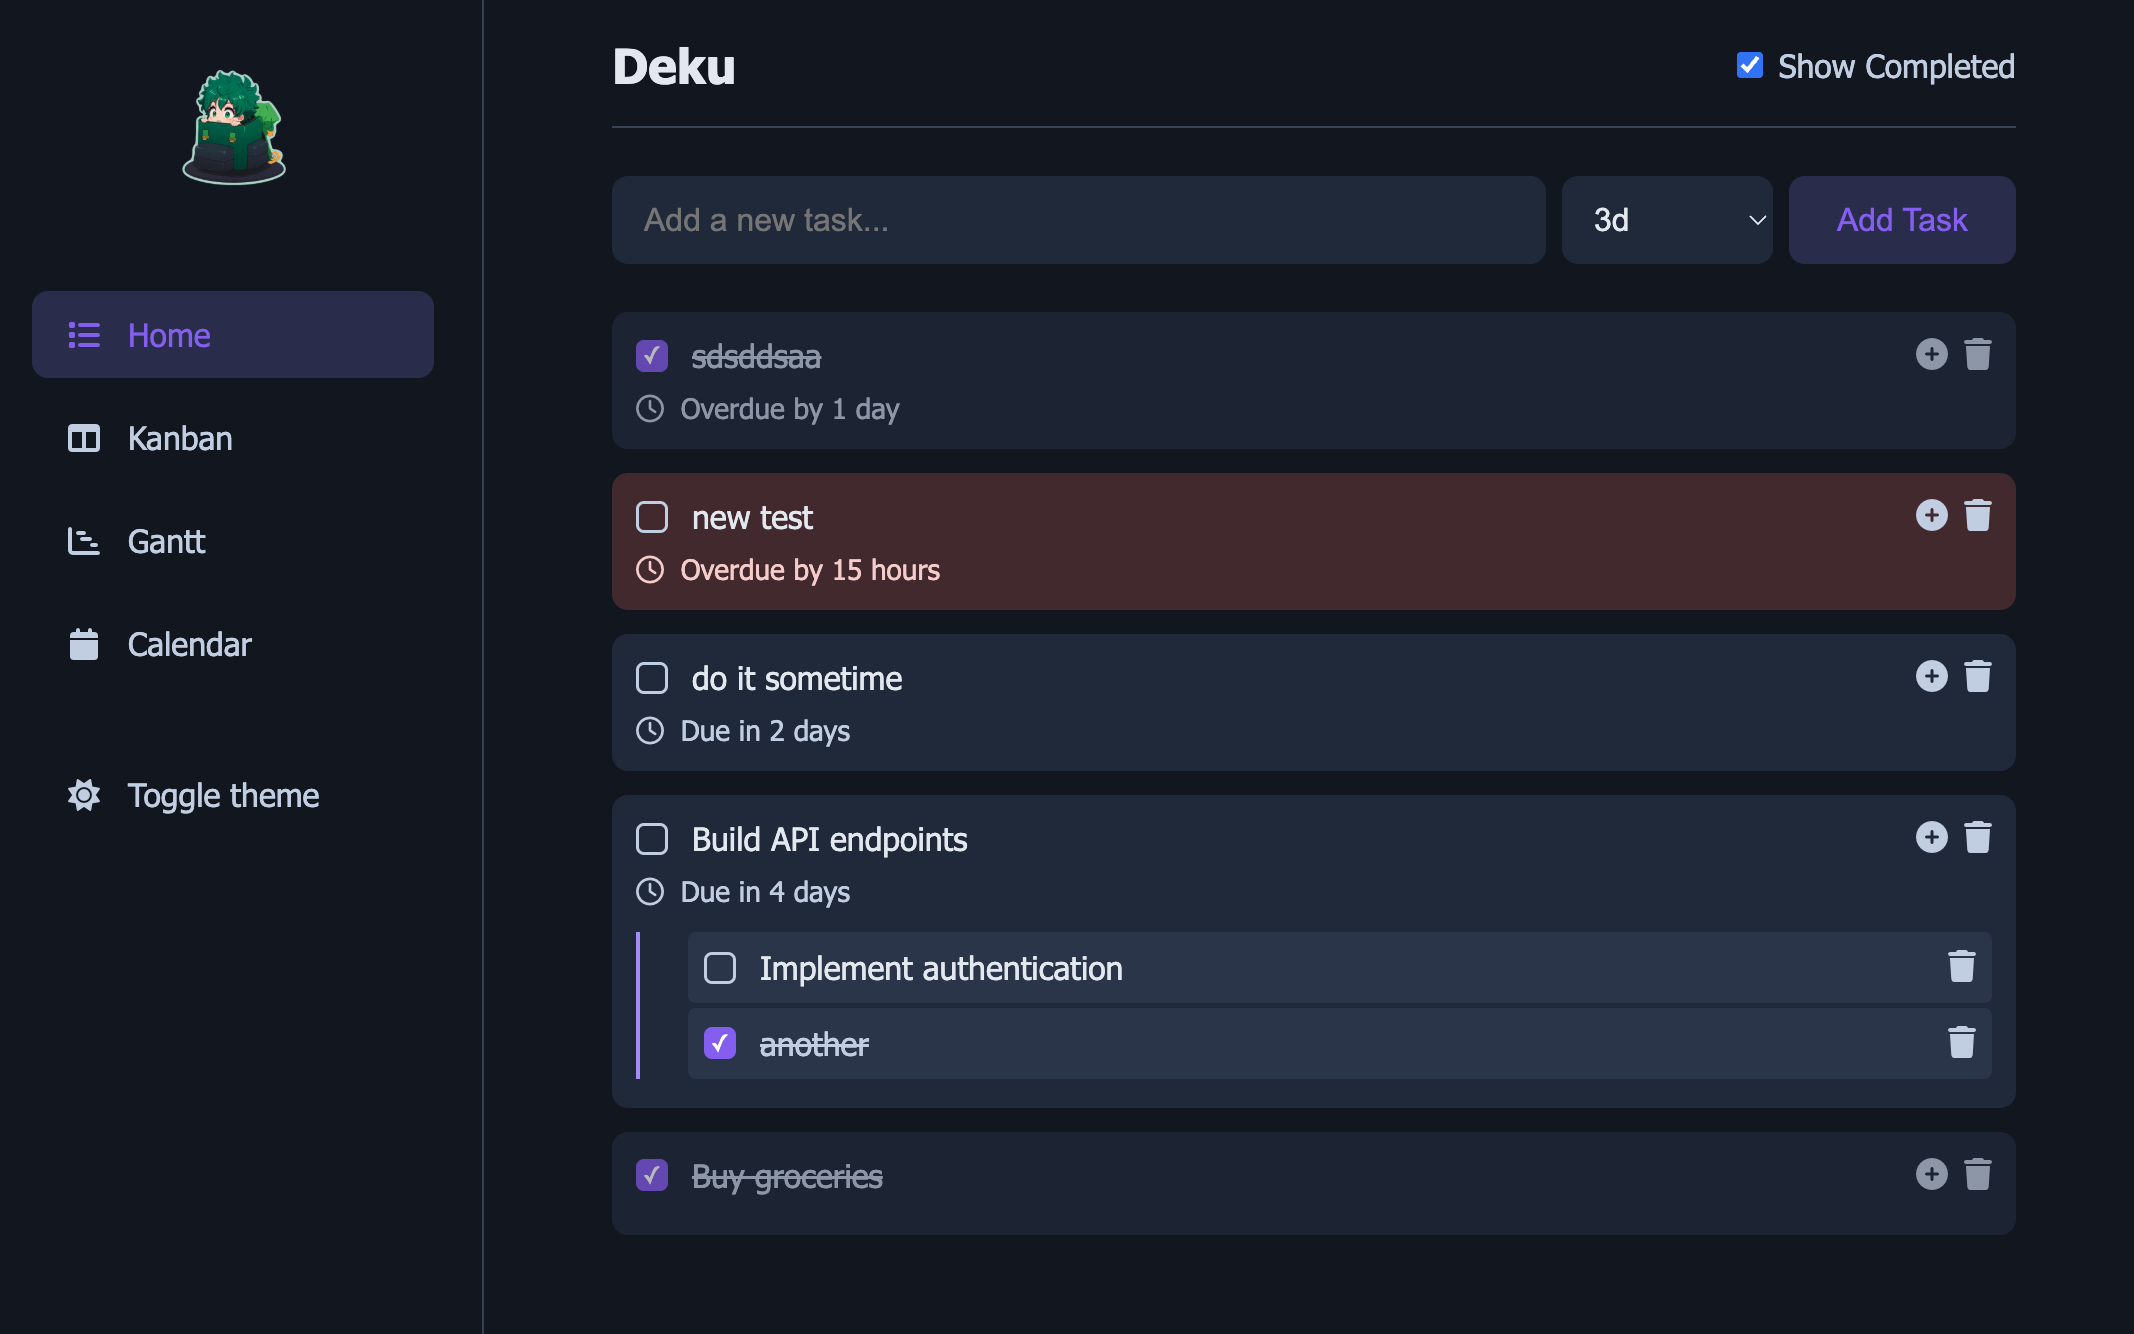 Deku
Show Completed
Add a new task...
3d
Add Task
Home
Kanban
Gantt
Calendar
Toggle theme
sdsddsaa
Overdue by 1 day
new test
Overdue by 15 hours
do it sometime
Due in 2 days
Build API endpoints
Due in 4 days
Implement authentication
another
Buy groceries